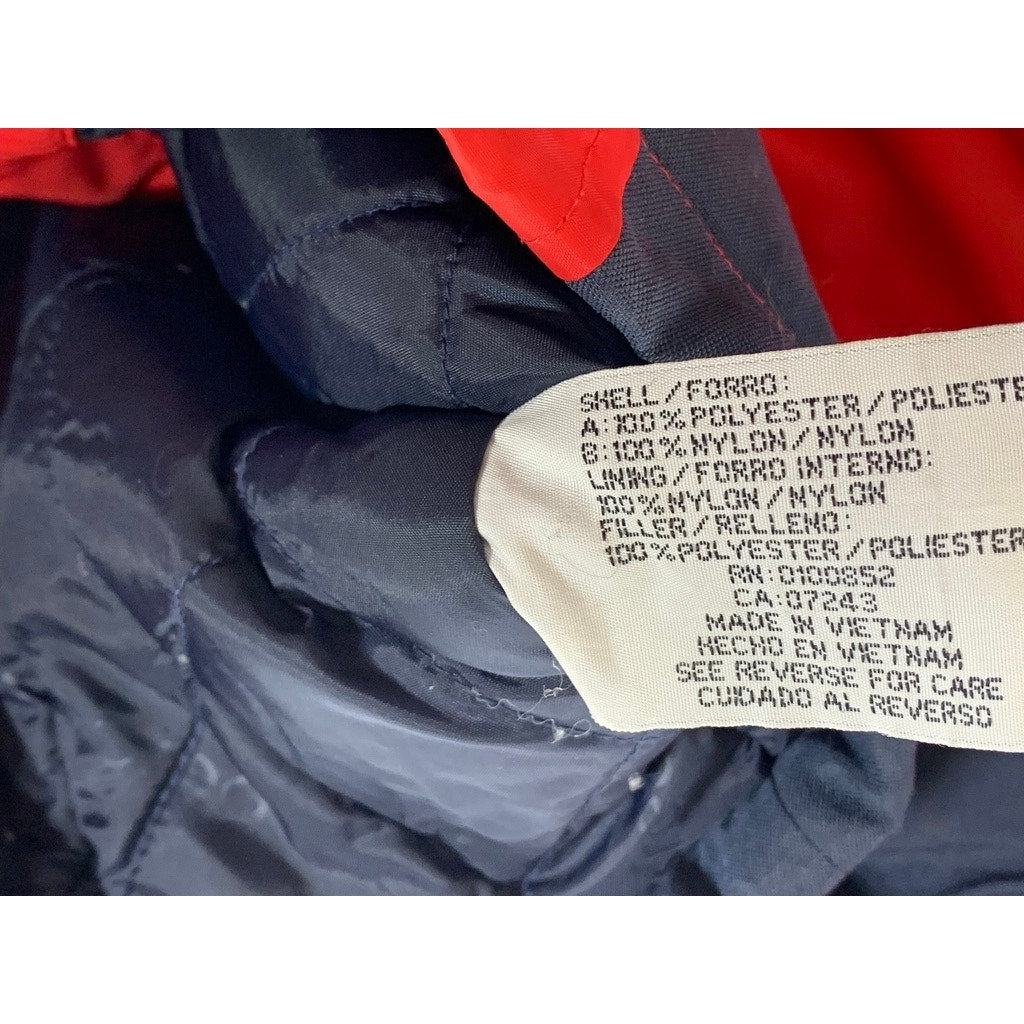 SHELL/FORRO:
A:100%POLYESTER/POLIESTE
B:100%NYLON/NYLON
LINING/FORRO INTERNO:
100%NYLON/NYLON
FILLER/RELLENO:
100%POLYESTER/POLIESTER
RN:0100852
CA:07243
MADE IN VIETNAM
HECHO EN VIETNAM
SEE REVERSE FOR CARE
CUIDADO AL REVERSO